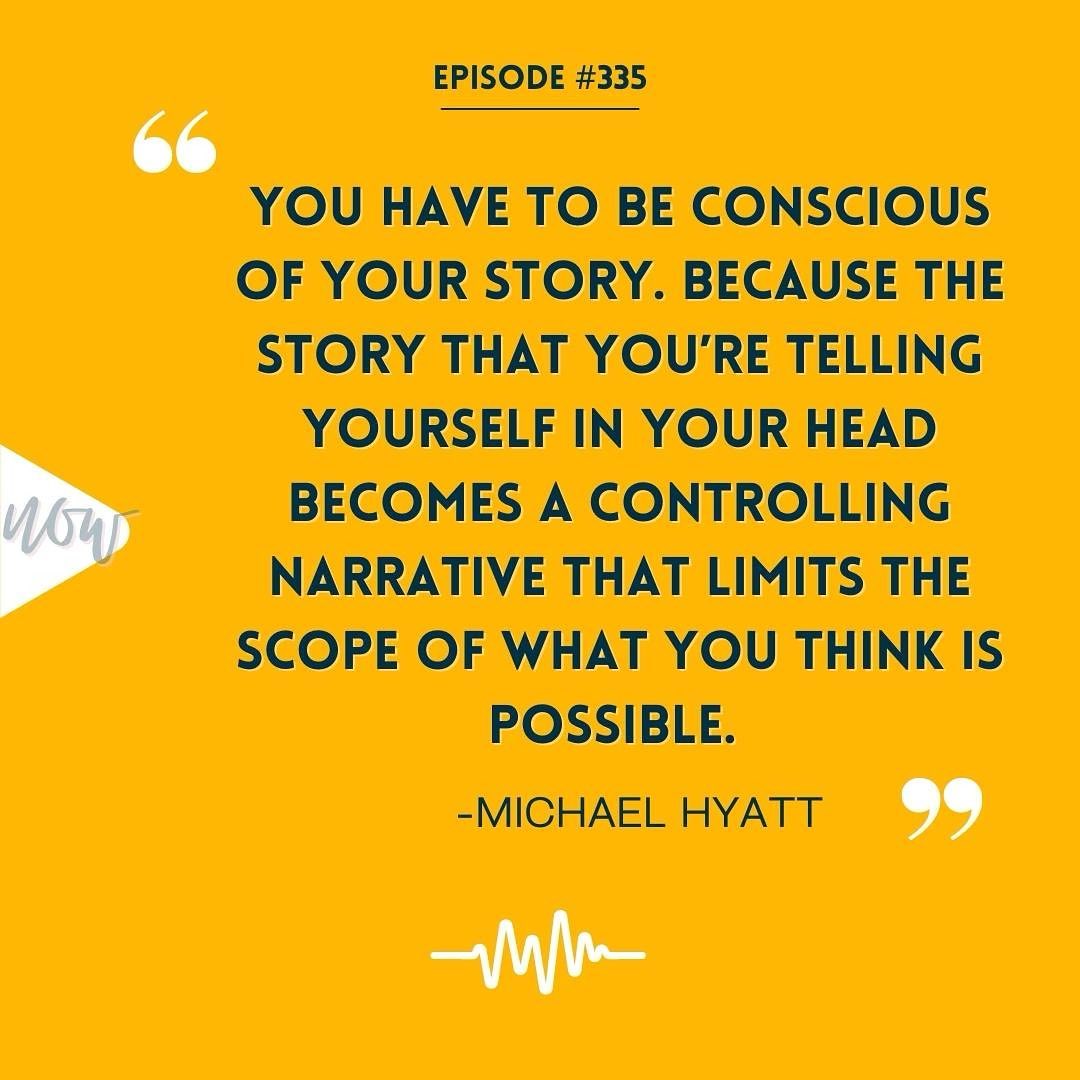 EPISODE #335
“
YOU HAVE TO BE CONSCIOUS
OF YOUR STORY. BECAUSE THE
STORY THAT YOU’RE TELLING
YOURSELF IN YOUR HEAD
BECOMES A CONTROLLING
NARRATIVE THAT LIMITS THE
SCOPE OF WHAT YOU THINK IS
POSSIBLE.
-MICHAEL HYATT
”
now